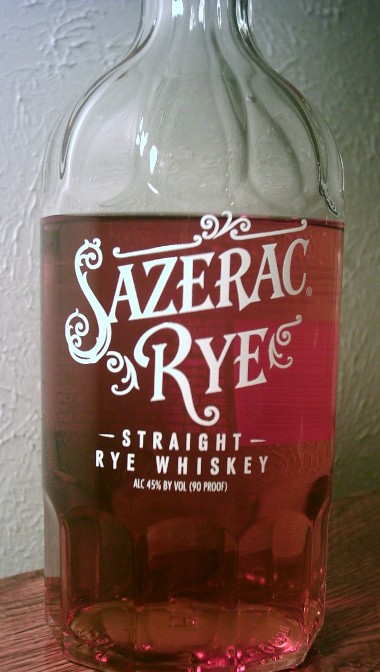 SAZERAC®
RYE
— STRAIGHT —
RYE WHISKEY
ALC 45% BY VOL (90 PROOF)